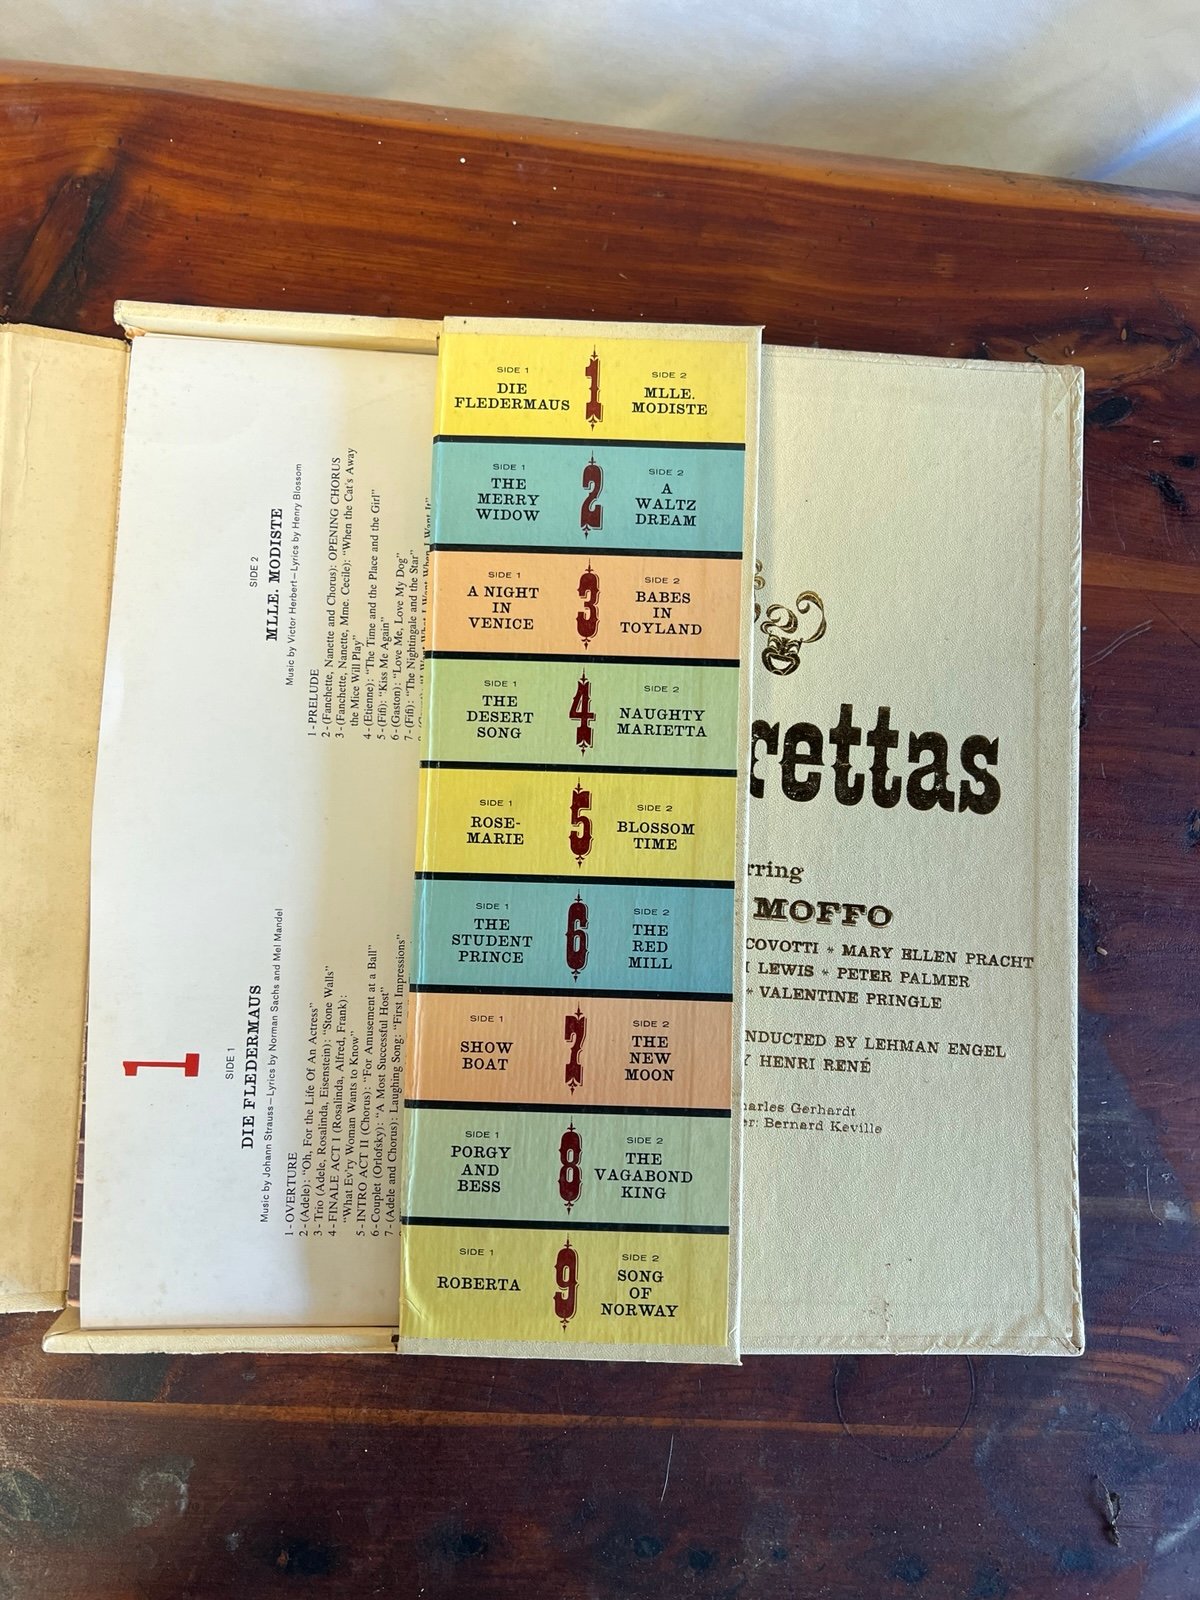 SIDE 1
DIE
FLEDERMAUS
1
SIDE 2
MLLE.
MODISTE
SIDE 1
THE
MERRY
WIDOW
2
SIDE 2
A
WALTZ
DREAM
SIDE 1
A NIGHT
IN
VENICE
3
SIDE 2
BABES
IN
TOYLAND
SIDE 1
THE
DESERT
SONG
4
SIDE 2
NAUGHTY
MARIETTA
SIDE 1
ROSE-
MARIE
5
SIDE 2
BLOSSOM
TIME
SIDE 1
THE
STUDENT
PRINCE
6
SIDE 2
THE
RED
MILL
SIDE 1
SHOW
BOAT
7
SIDE 2
THE
NEW
MOON
SIDE 1
PORGY
AND
BESS
8
SIDE 2
THE
VAGABOND
KING
SIDE 1
ROBERTA
9
SIDE 2
SONG
OF
NORWAY
1
SIDE 1
DIE FLEDERMAUS
Music by Johann Strauss—Lyrics by Norman Sachs and Mel Mandel
1-OVERTURE
2-(Adele): "Oh, For the Life Of An Actress"
3-Trio (Adele, Rosalinda, Eisenstein): "Stone Walls"
4-FINALE ACT I (Rosalinda, Alfred, Frank):
"What Ev'ry Woman Wants to Know"
5-INTRO ACT II (Chorus): "For Amusement at a Ball"
6-Couplet (Orlofsky): "A Most Successful Host"
7-(Adele and Chorus): Laughing Song: "First Impressions"
SIDE 2
MLLE. MODISTE
Music by Victor Herbert—Lyrics by Henry Blossom
1-PRELUDE
2-(Fanchette, Nanette and Chorus): OPENING CHORUS
3-(Fanchette, Nanette, Mme. Cecile): "When the Cat's Away
the Mice Will Play"
4-(Etienne): "The Time and the Place and the Girl"
5-(Fifi): "Kiss Me Again"
6-(Gaston): "Love Me, Love My Dog"
7-(Fifi): "The Nightingale and the Star"
I Want What I Want When I Want It"
rettas
rring
MOFFO
COVOTTI * MARY ELLEN PRACHT
I LEWIS * PETER PALMER
* VALENTINE PRINGLE
NDUCTED BY LEHMAN ENGEL
Y HENRI RENÉ
harles Gerhardt
er: Bernard Keville